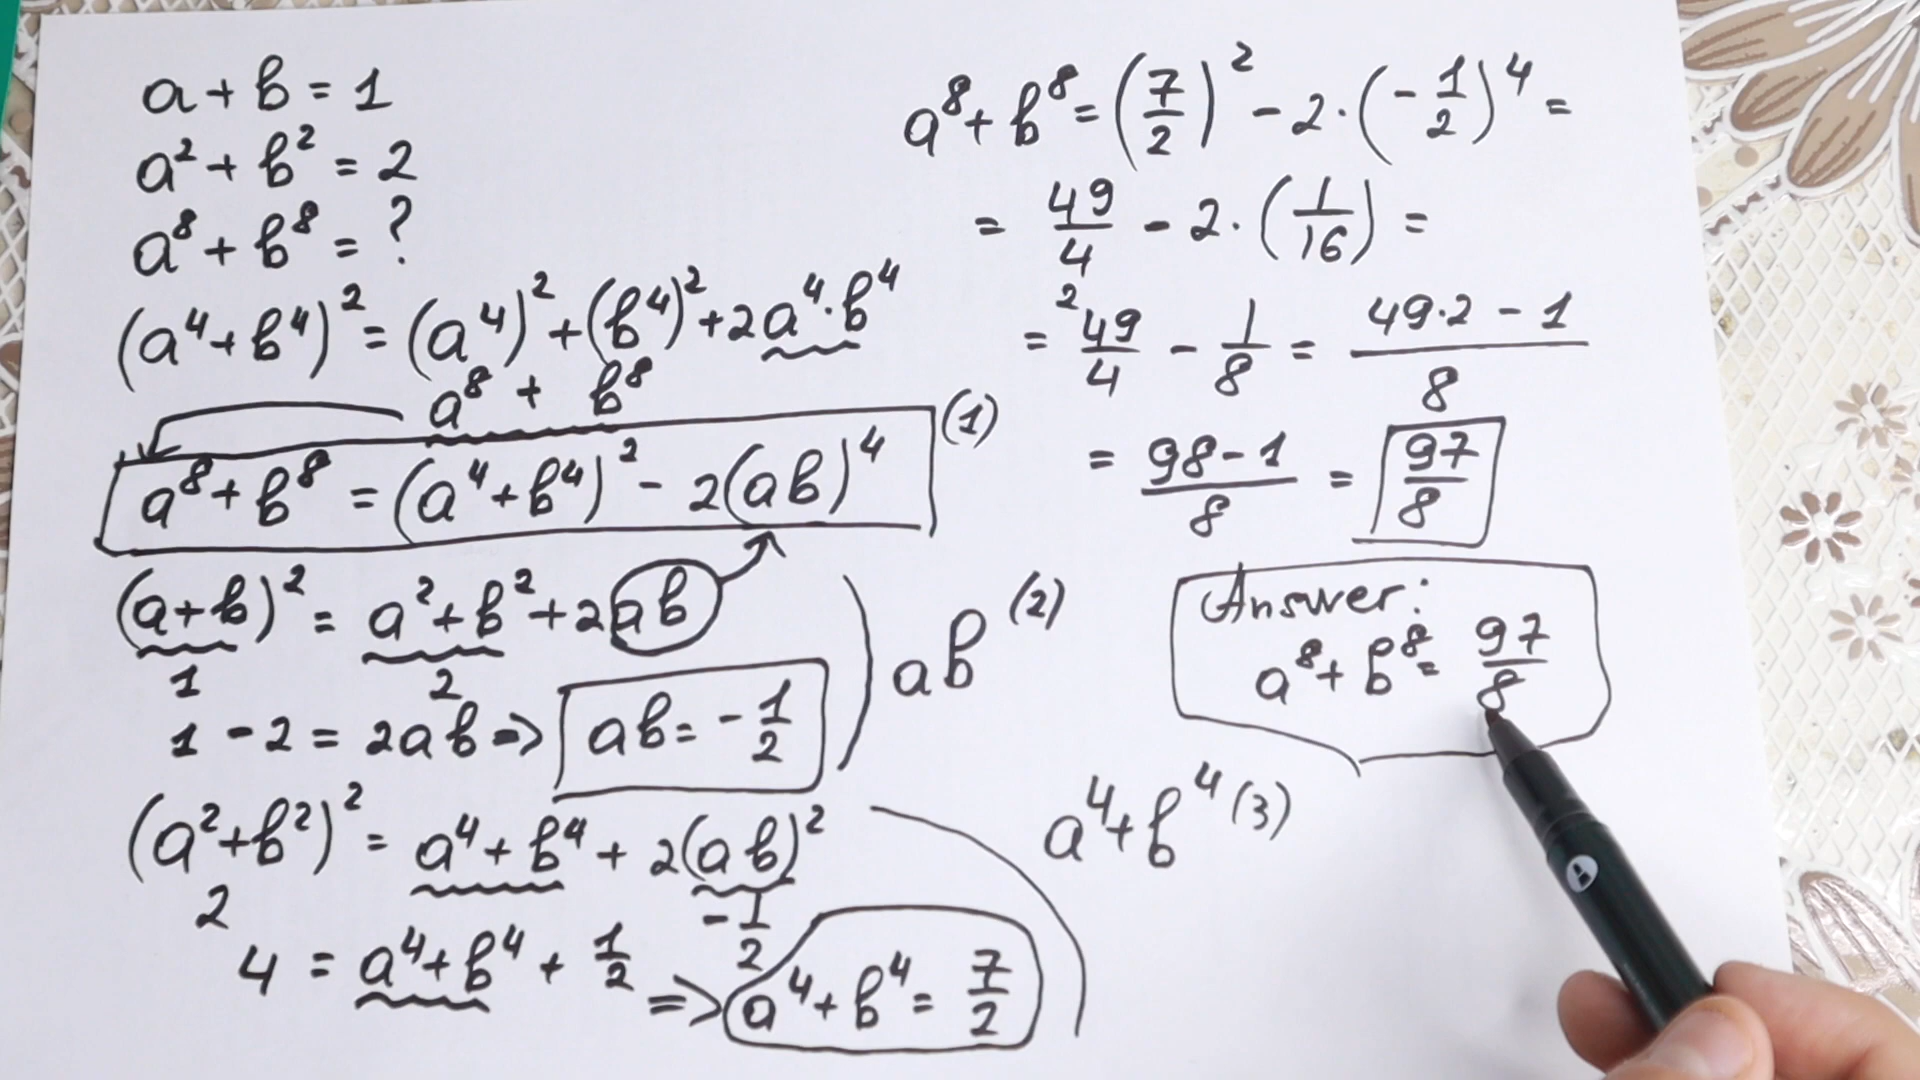 a + b = 1
a² + b² = 2
a⁸ + b⁸ = ?
(a⁴ + b⁴)² = (a⁴)² + (b⁴)² + 2a⁴·b⁴
a⁸ + b⁸
a⁸ + b⁸ = (a⁴ + b⁴)² - 2(ab)⁴ (1)
(a + b)² = a² + b² + 2ab
1 2
ab (2)
1 - 2 = 2ab => ab = -1/2
(a² + b²)² = a⁴ + b⁴ + 2(ab)²
2 -1/2
4 = a⁴ + b⁴ + 1/2 => a⁴ + b⁴ = 7/2
a⁴ + b⁴ (3)
a⁸ + b⁸ = (7/2)² - 2·(-1/2)⁴ =
= 49/4 - 2·(1/16) =
= ²49/4 - 1/8 = (49·2 - 1)/8
= (98 - 1)/8 = 97/8
Answer:
a⁸ + b⁸ = 97/8
A